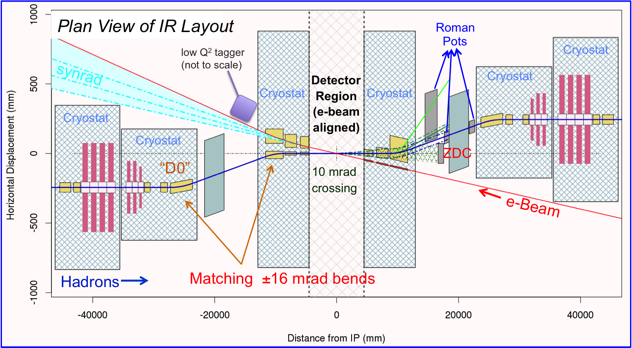 Plan View of IR Layout
Roman
Pots
low Q² tagger
(not to scale)
synrad
Detector
Region
(e-beam
aligned)
Cryostat
Cryostat
Cryostat
Cryostat
Cryostat
Cryostat
"D0"
ZDC
10 mrad
crossing
e-Beam
Matching ±16 mrad bends
Hadrons
Horizontal Displacement (mm)
1000
500
0
-500
-1000
-40000
-20000
0
20000
40000
Distance from IP (mm)